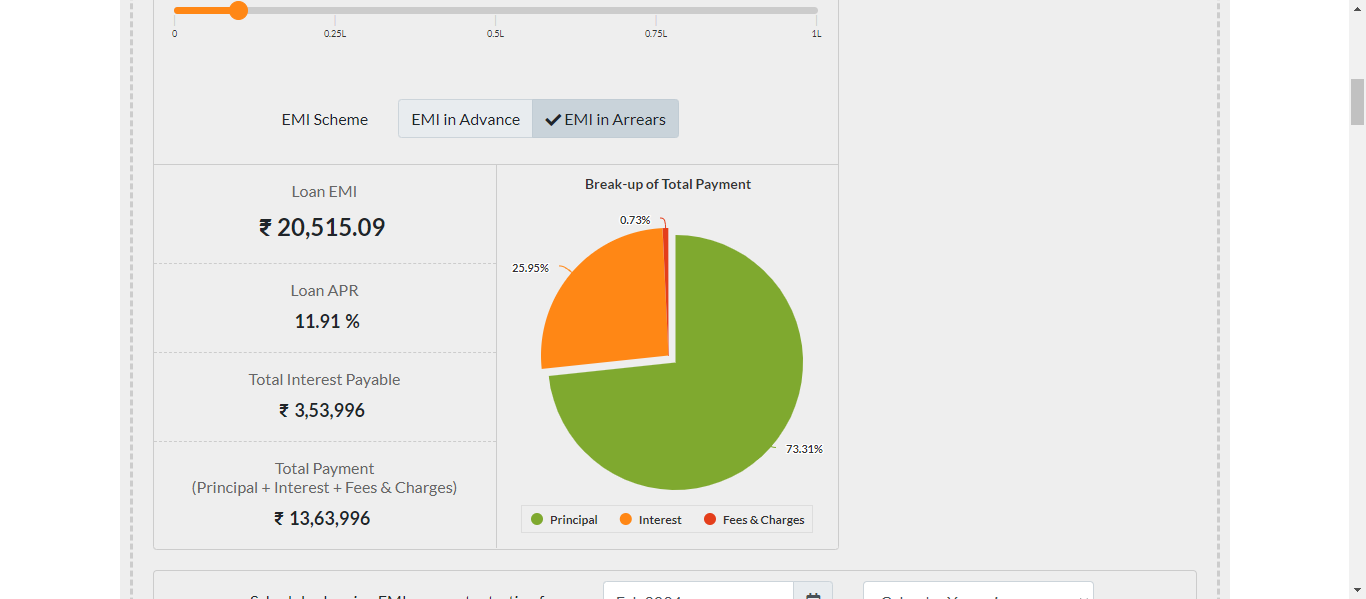 0 0.25L 0.5L 0.75L 1L
EMI Scheme EMI in Advance EMI in Arrears
Loan EMI
₹ 20,515.09
Loan APR
11.91 %
Total Interest Payable
₹ 3,53,996
Total Payment
(Principal + Interest + Fees & Charges)
₹ 13,63,996
Break-up of Total Payment
0.73%
25.95%
73.31%
Principal Interest Fees & Charges